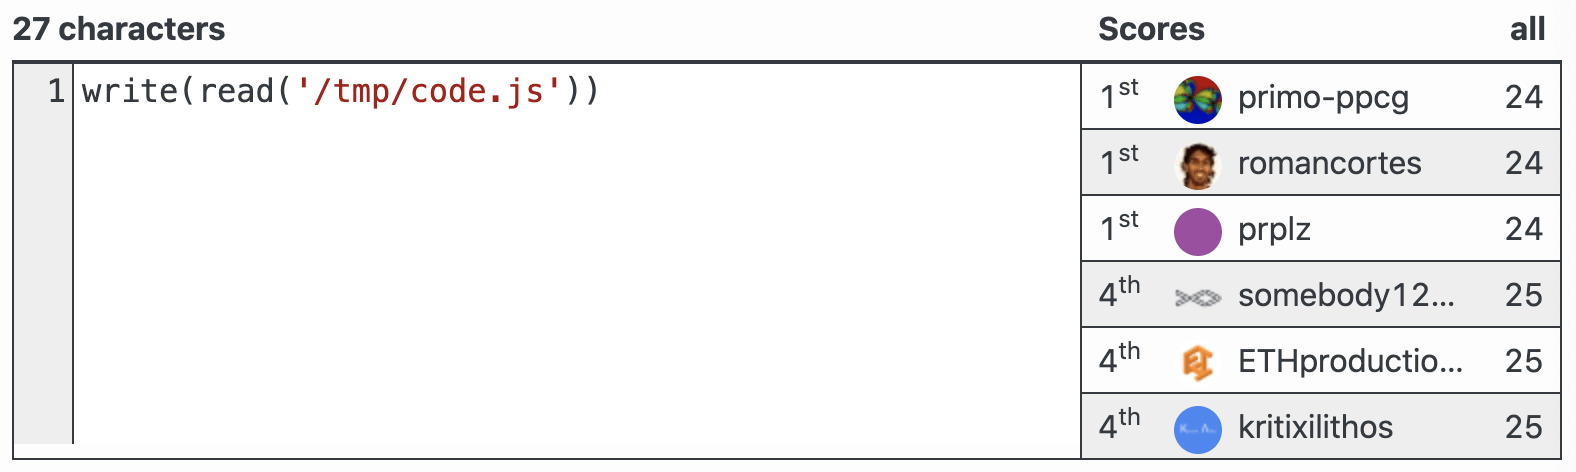 27 characters
Scores all
1 write(read('/tmp/code.js'))
1st primo-ppcg 24
1st romancortes 24
1st prplz 24
4th somebody12... 25
4th ETHproductio... 25
4th kritixilithos 25